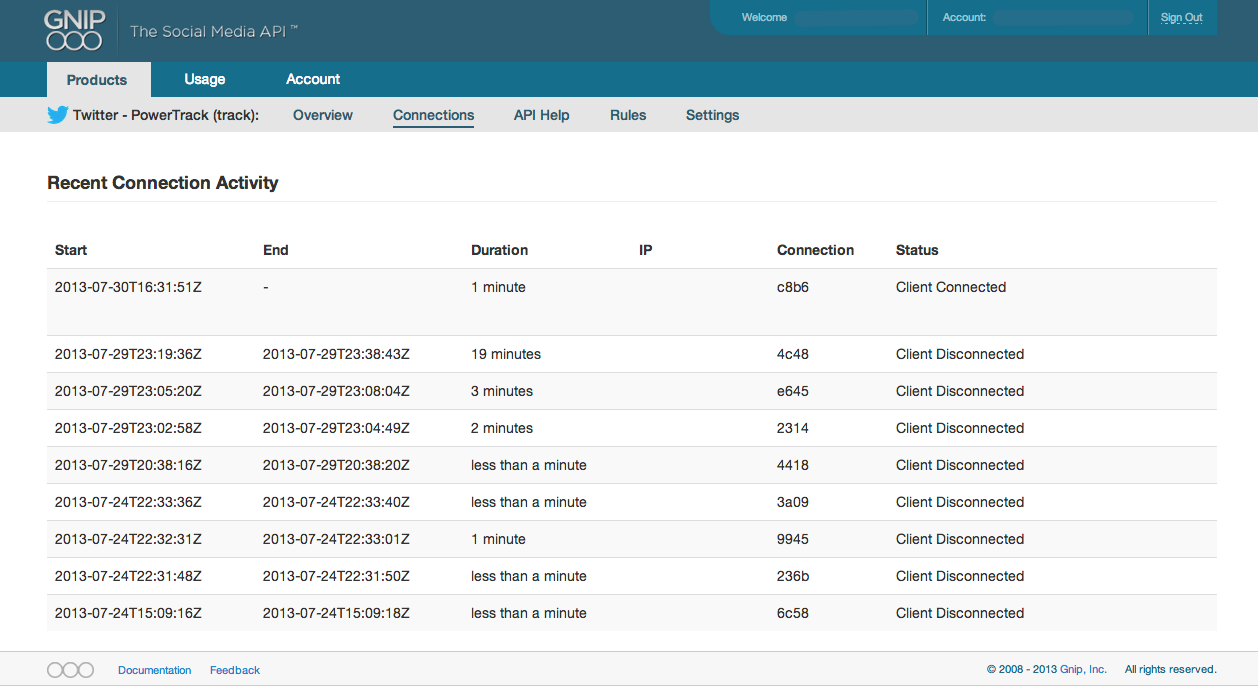 GNIP The Social Media API ™ Welcome Account: Sign Out
Products Usage Account
Twitter - PowerTrack (track): Overview Connections API Help Rules Settings
Recent Connection Activity
Start End Duration IP Connection Status
2013-07-30T16:31:51Z - 1 minute c8b6 Client Connected
2013-07-29T23:19:36Z 2013-07-29T23:38:43Z 19 minutes 4c48 Client Disconnected
2013-07-29T23:05:20Z 2013-07-29T23:08:04Z 3 minutes e645 Client Disconnected
2013-07-29T23:02:58Z 2013-07-29T23:04:49Z 2 minutes 2314 Client Disconnected
2013-07-29T20:38:16Z 2013-07-29T20:38:20Z less than a minute 4418 Client Disconnected
2013-07-24T22:33:36Z 2013-07-24T22:33:40Z less than a minute 3a09 Client Disconnected
2013-07-24T22:32:31Z 2013-07-24T22:33:01Z 1 minute 9945 Client Disconnected
2013-07-24T22:31:48Z 2013-07-24T22:31:50Z less than a minute 236b Client Disconnected
2013-07-24T15:09:16Z 2013-07-24T15:09:18Z less than a minute 6c58 Client Disconnected
Documentation Feedback © 2008 - 2013 Gnip, Inc. All rights reserved.